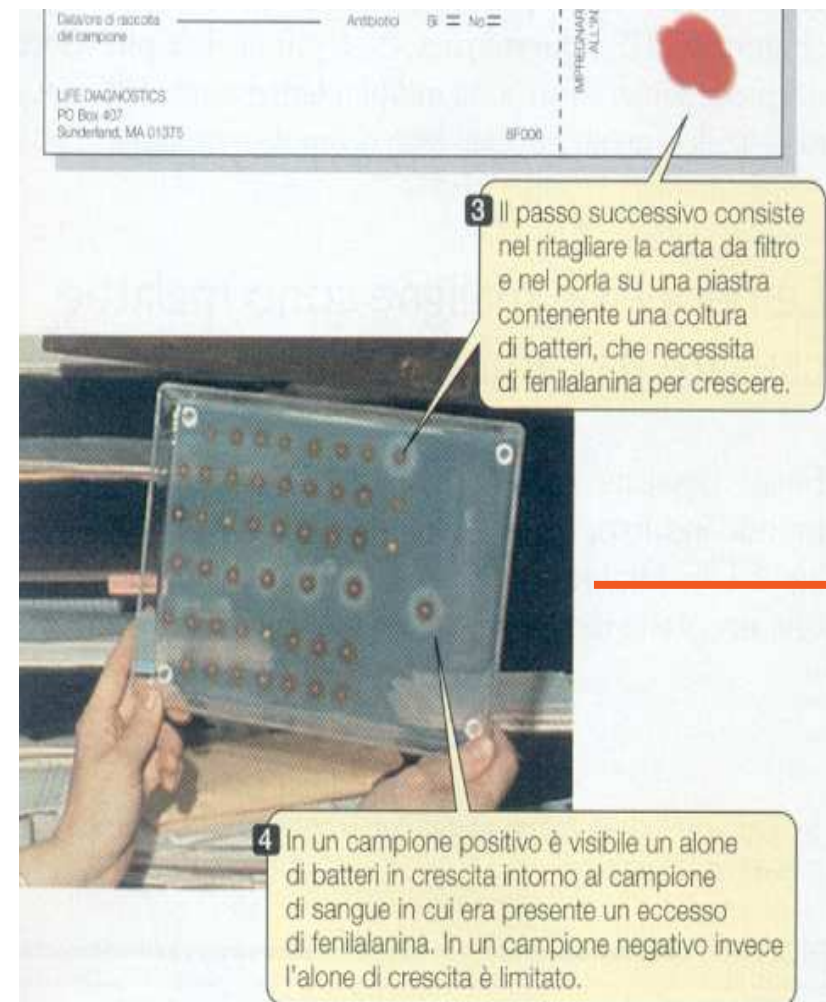 Data/ora di raccolta
del campione
Antibiotici Sì No
IMPREGNAR
ALL'IN
LIFE DIAGNOSTICS
PO Box 407
Sunderland, MA 01375
8F006
3 Il passo successivo consiste
nel ritagliare la carta da filtro
e nel porla su una piastra
contenente una coltura
di batteri, che necessita
di fenilalanina per crescere.
4 In un campione positivo è visibile un alone
di batteri in crescita intorno al campione
di sangue in cui era presente un eccesso
di fenilalanina. In un campione negativo invece
l'alone di crescita è limitato.